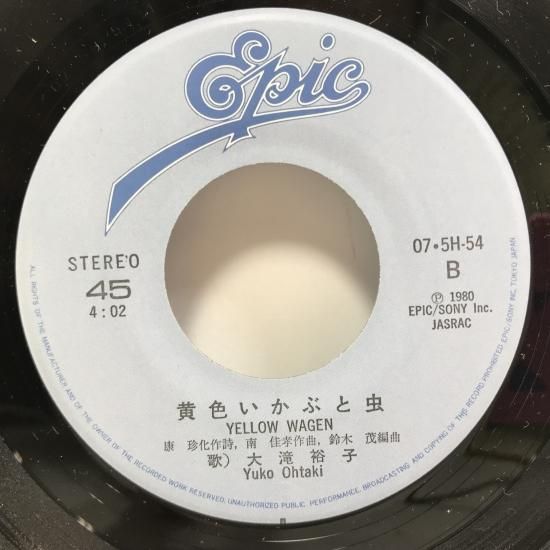 Epic
STEREO
45
4:02
07・5H-54
B
Ⓟ 1980
EPIC/SONY Inc.
JASRAC
黄色いかぶと虫
YELLOW WAGEN
康 珍化作詩, 南 佳孝作曲, 鈴木 茂編曲
歌) 大滝裕子
Yuko Ohtaki
ALL RIGHTS OF THE MANUFACTURER AND OF THE OWNER OF THE RECORDED WORK RESERVED. UNAUTHORIZED PUBLIC PERFORMANCE, BROADCASTING AND COPYING OF THIS RECORD PROHIBITED. MFD. BY EPIC/SONY INC. TOKYO JAPAN